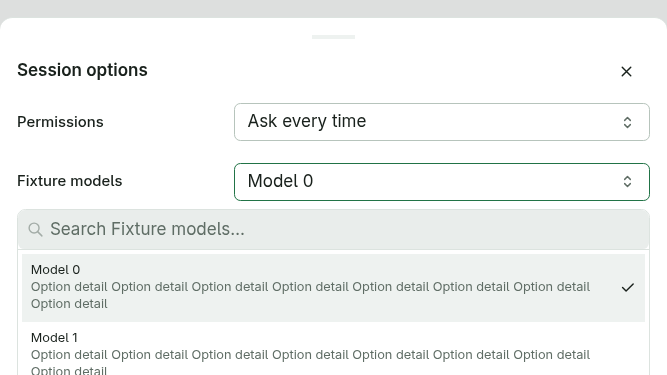 Session options
Permissions
Ask every time
Fixture models
Model 0
Search Fixture models...
Model 0
Option detail Option detail Option detail Option detail Option detail Option detail Option detail
Option detail
Model 1
Option detail Option detail Option detail Option detail Option detail Option detail Option detail
Option detail